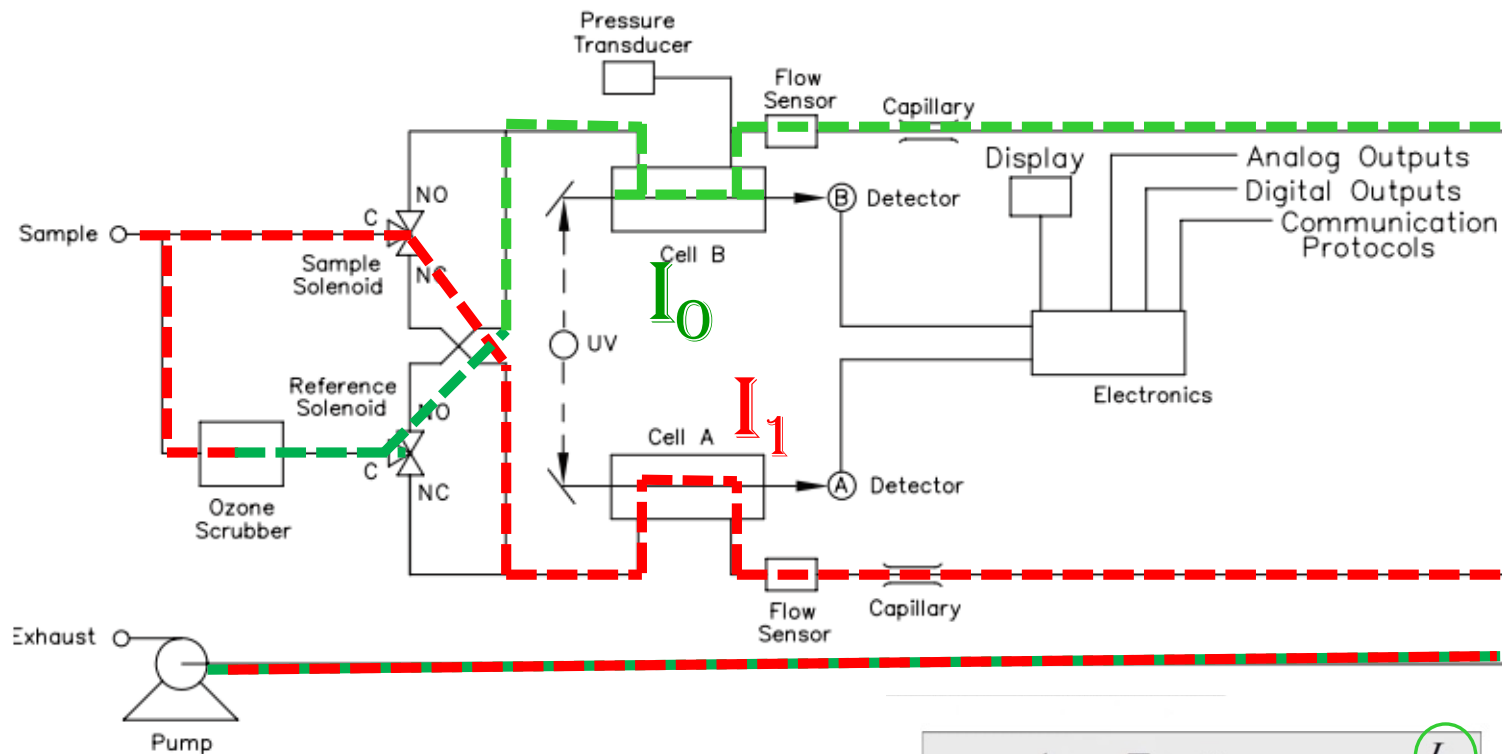 Pressure
Transducer
Flow
Sensor
Capillary
Display
Analog Outputs
Digital Outputs
Communication
Protocols
NO
C
Sample
Sample
Solenoid
NC
B
Detector
Cell B
I0
UV
Electronics
Reference
Solenoid
NO
I1
Cell A
C
NC
A
Detector
Ozone
Scrubber
Flow
Sensor
Capillary
Exhaust
Pump